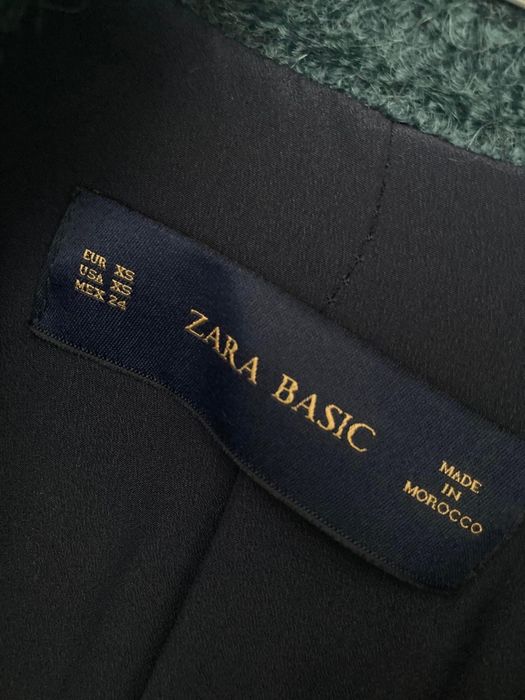 EUR XS
USA XS
MEX 24
ZARA BASIC
MADE
IN
MOROCCO